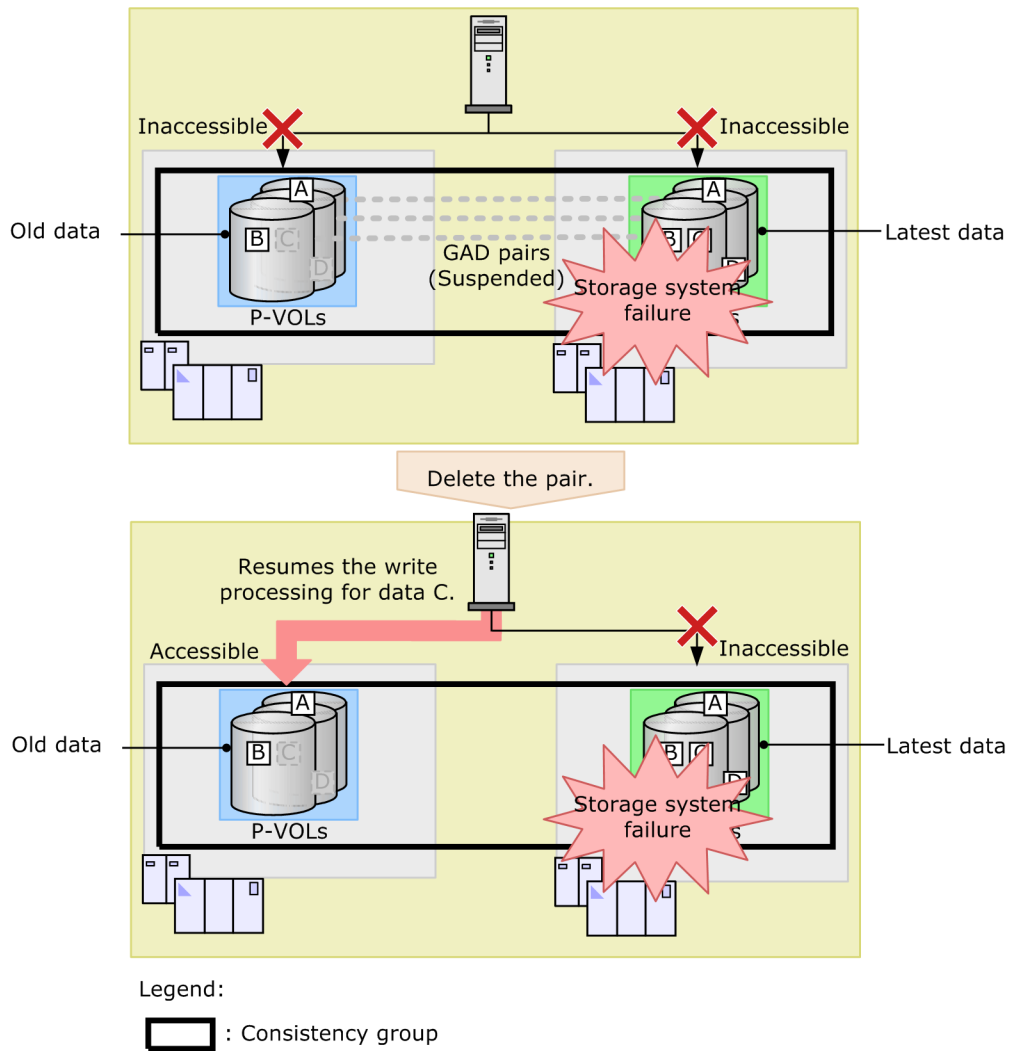 Inaccessible
Inaccessible
A
A
Old data
B
C
D
B
C
D
Latest data
GAD pairs
(Suspended)
Storage system
failure
P-VOLs
s
Delete the pair.
Resumes the write
processing for data C.
Accessible
Inaccessible
A
A
Old data
B
C
D
B
C
D
Latest data
Storage system
failure
P-VOLs
s
Legend:
: Consistency group